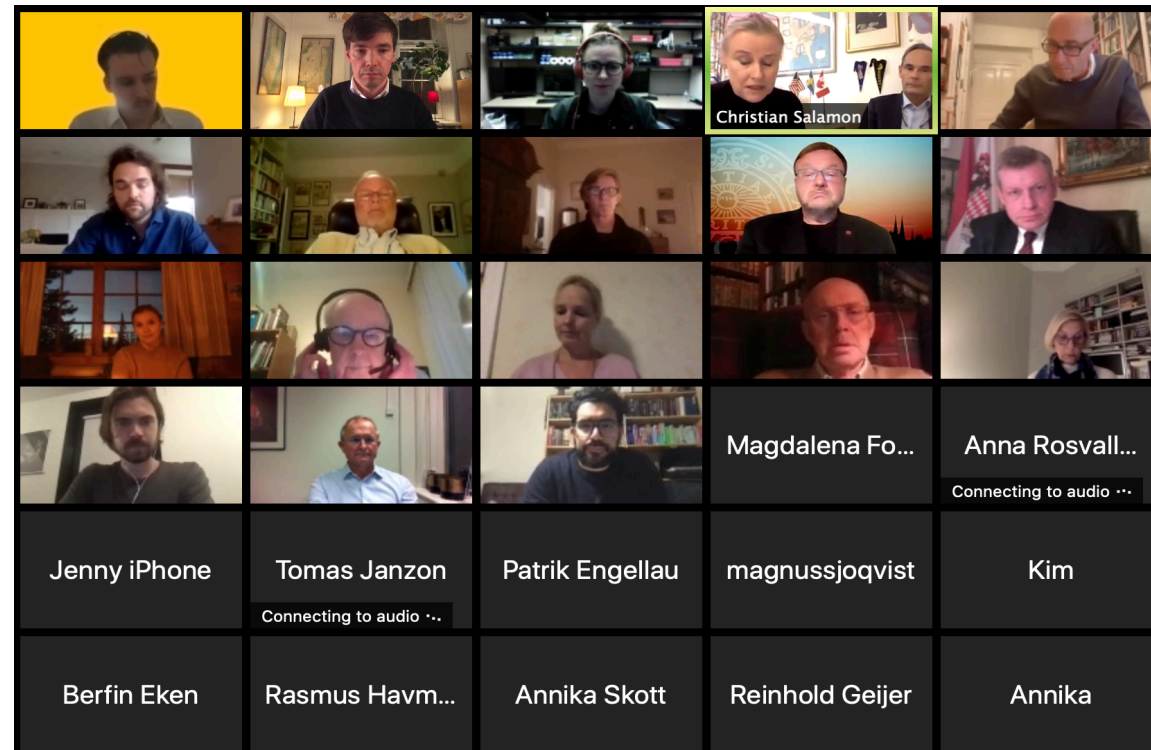 Christian Salamon
Magdalena Fo...
Anna Rosvall...
Connecting to audio ···
Jenny iPhone
Tomas Janzon
Connecting to audio ···
Patrik Engellau
magnussjoqvist
Kim
Berfin Eken
Rasmus Havm...
Annika Skott
Reinhold Geijer
Annika